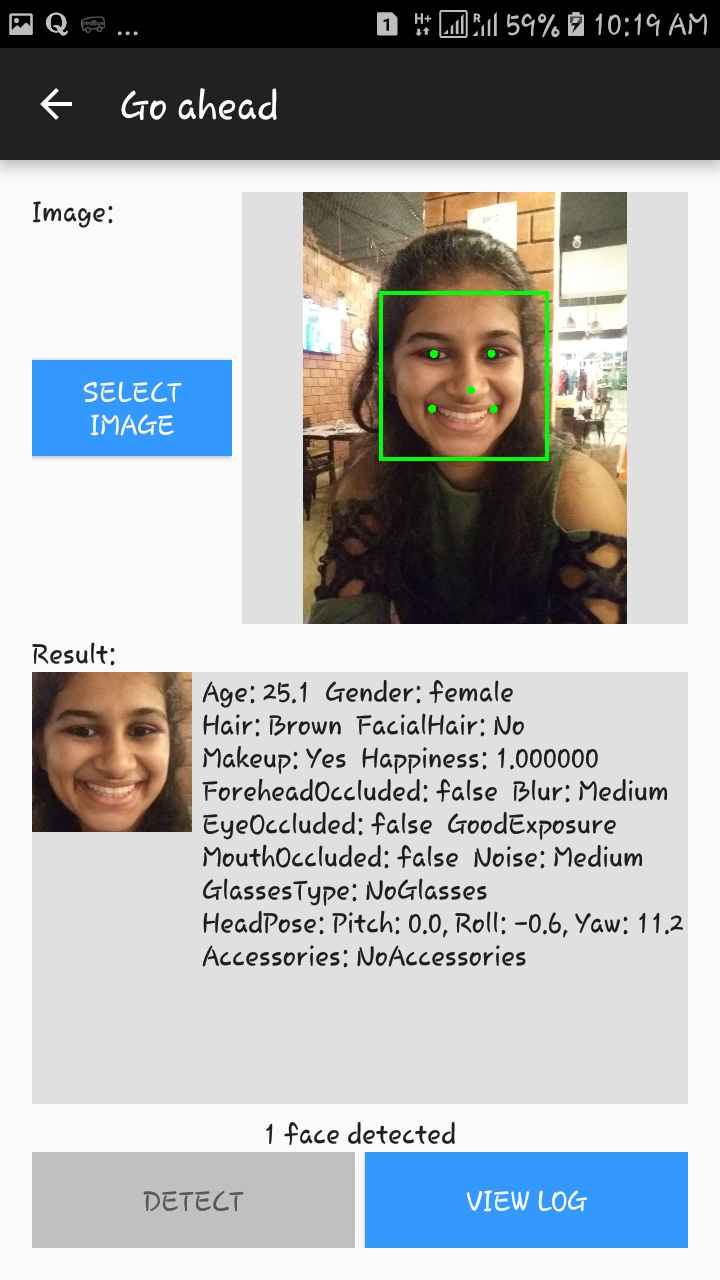 Q redBus ... 1 H+ R 59% 10:19 AM
Go ahead
Image:
SELECT
IMAGE
Result:
Age: 25.1 Gender: female
Hair: Brown FacialHair: No
Makeup: Yes Happiness: 1.000000
ForeheadOccluded: false Blur: Medium
EyeOccluded: false GoodExposure
MouthOccluded: false Noise: Medium
GlassesType: NoGlasses
HeadPose: Pitch: 0.0, Roll: -0.6, Yaw: 11.2
Accessories: NoAccessories
1 face detected
DETECT
VIEW LOG